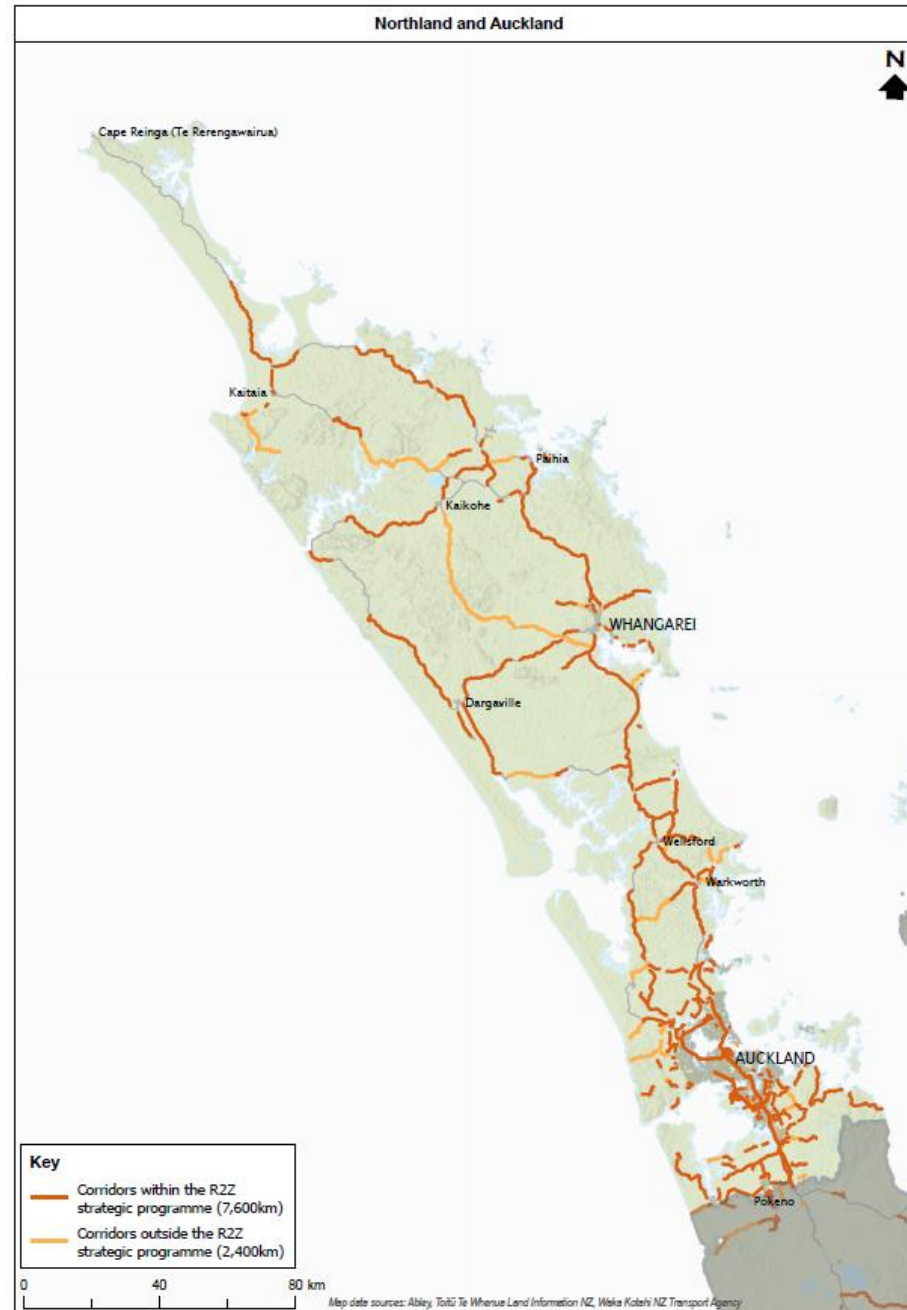 Northland and Auckland
N
Cape Reinga (Te Rerengawairua)
Kaitaia
Paihia
Kaikohe
WHANGAREI
Dargaville
Wellsford
Warkworth
AUCKLAND
Pokeno
Key
Corridors within the R2Z
strategic programme (7,600km)
Corridors outside the R2Z
strategic programme (2,400km)
0 40 80 km
Map data sources: Abley, Toitū Te Whenua Land Information NZ, Waka Kotahi NZ Transport Agency